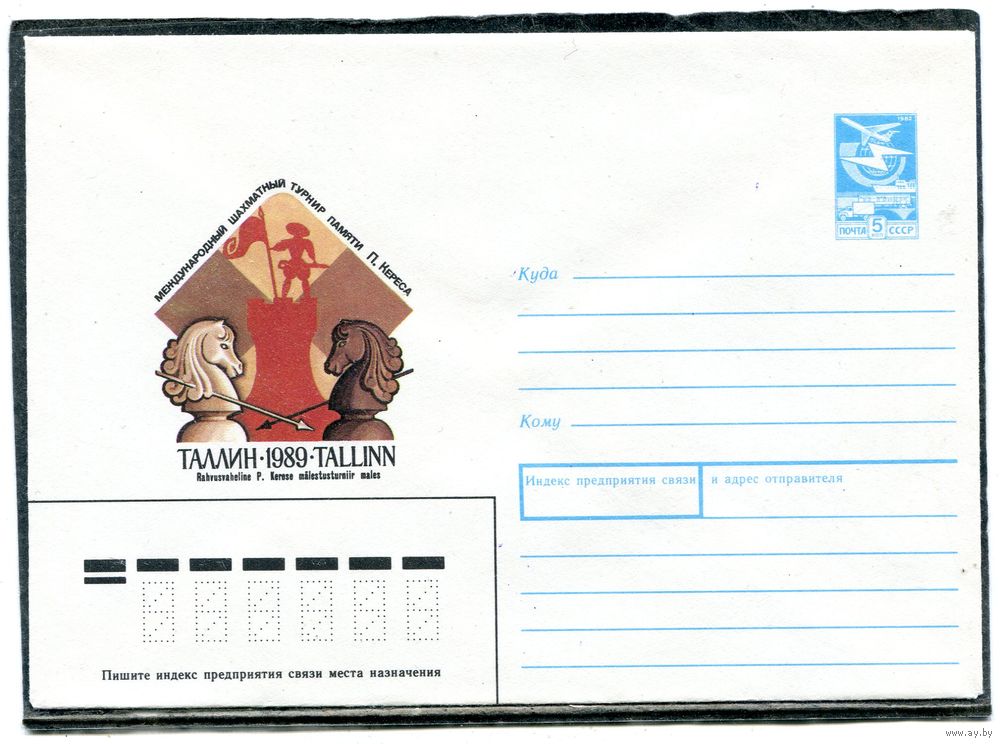 МЕЖДУНАРОДНЫЙ ШАХМАТНЫЙ ТУРНИР ПАМЯТИ П. КЕРЕСА
ТАЛЛИН·1989·TALLINN
Rahvusvaheline P. Kerese mälestusturniir males
1982
ПОЧТА 5 КОП СССР
Куда
Кому
Индекс предприятия связи и адрес отправителя
Пишите индекс предприятия связи места назначения
www.ay.by